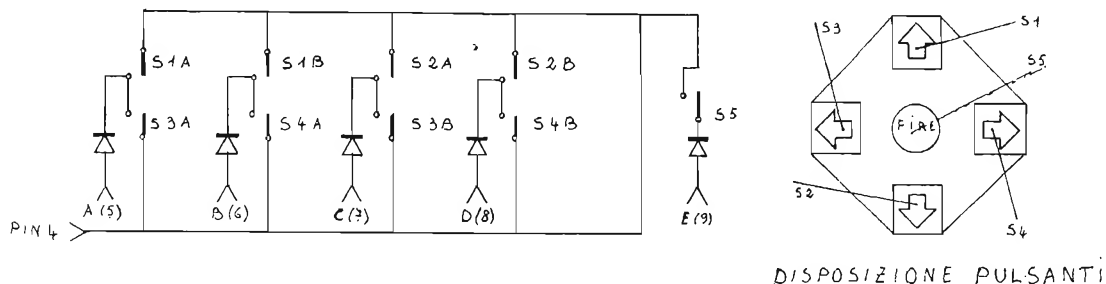 S1A
S1B
S2A
S2B
S3A
S4A
S3B
S4B
S5
A(5)
B(6)
C(7)
D(8)
E(9)
PIN 4
S3
S1
S5
FIRE
S2
S4
DISPOSIZIONE PULSANTI